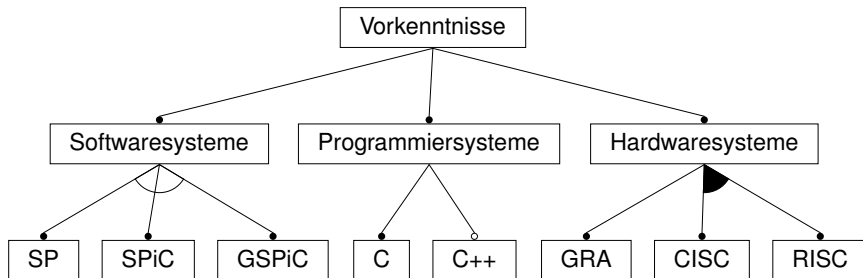 Vorkenntnisse
Softwaresysteme
Programmiersysteme
Hardwaresysteme
SP
SPiC
GSPiC
C
C++
GRA
CISC
RISC